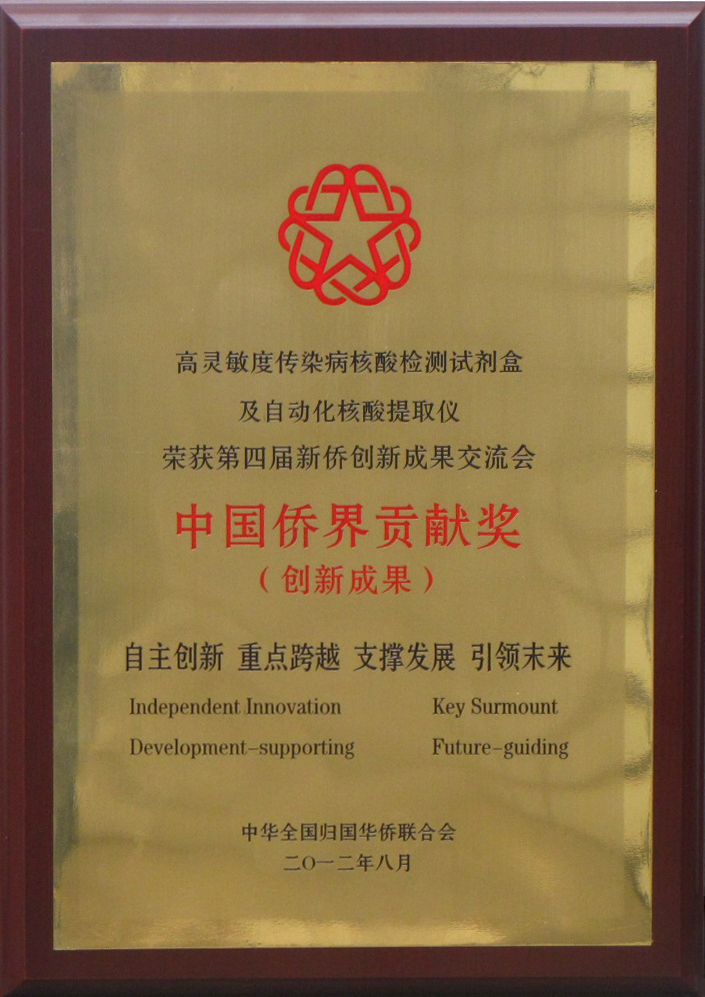 高灵敏度传染病核酸检测试剂盒
及自动化核酸提取仪
荣获第四届新侨创新成果交流会
中国侨界贡献奖
（创新成果）
自主创新 重点跨越 支撑发展 引领末来
Independent Innovation Key Surmount
Development-supporting Future-guiding
中华全国归国华侨联合会
二〇一二年八月